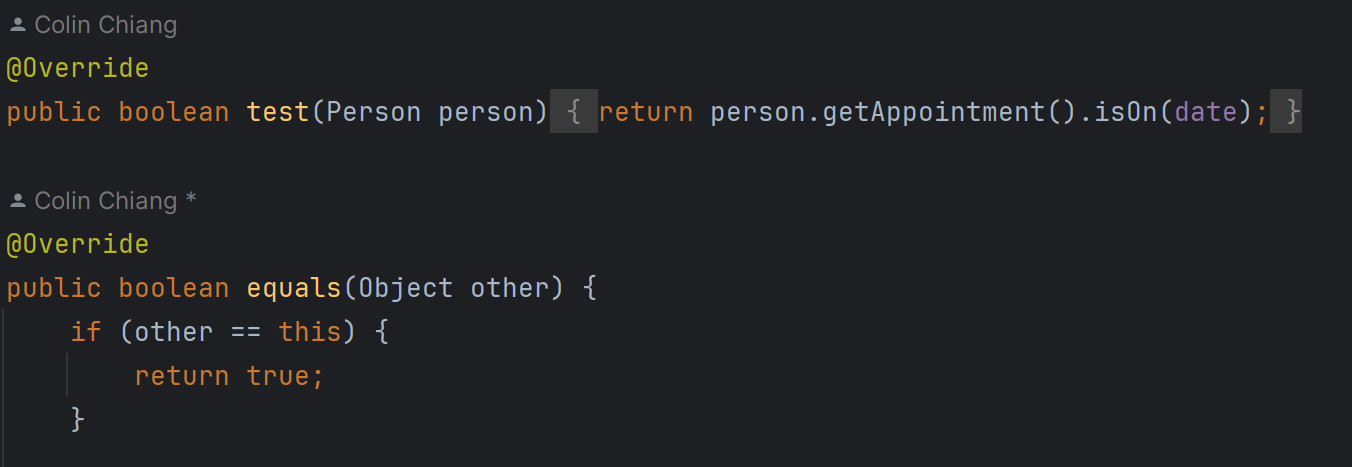 Colin Chiang
@Override
public boolean test(Person person) { return person.getAppointment().isOn(date); }
Colin Chiang *
@Override
public boolean equals(Object other) {
if (other == this) {
return true;
}